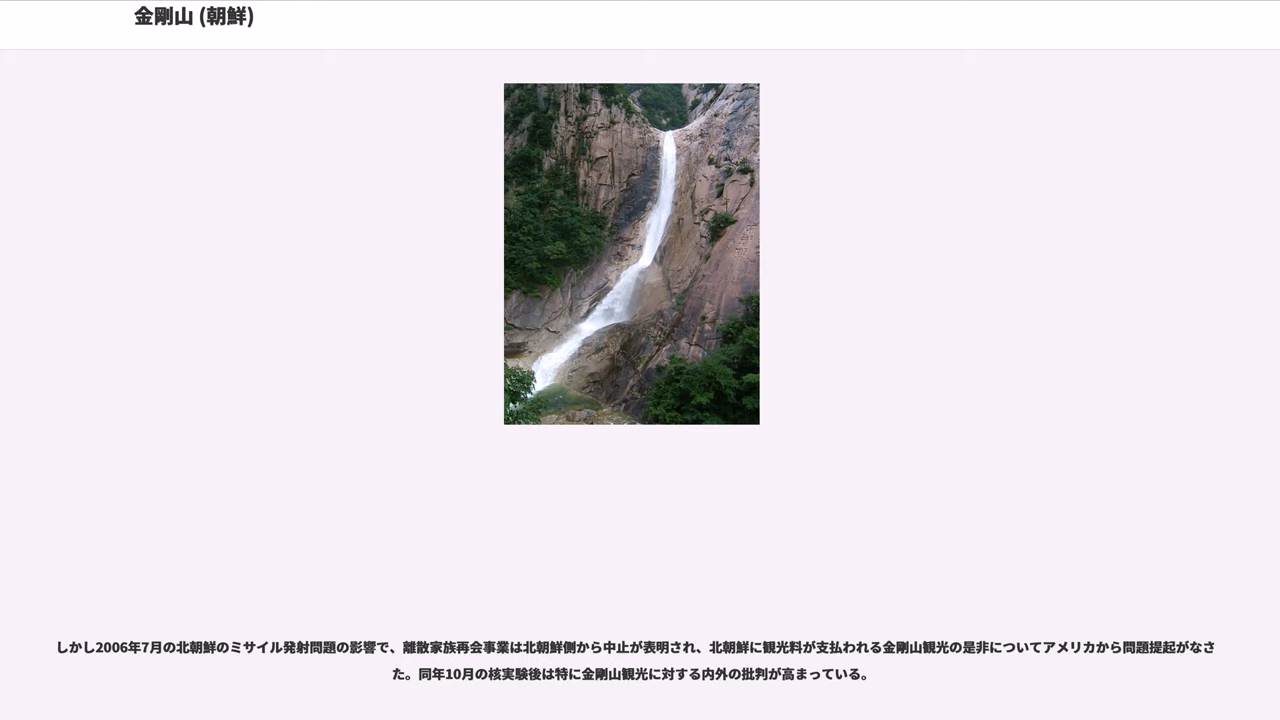 金剛山 (朝鮮)
しかし2006年7月の北朝鮮のミサイル発射問題の影響で、離散家族再会事業は北朝鮮側から中止が表明され、北朝鮮に観光料が支払われる金剛山観光の是非についてアメリカから問題提起がなさ
た。同年10月の核実験後は特に金剛山観光に対する内外の批判が高まっている。